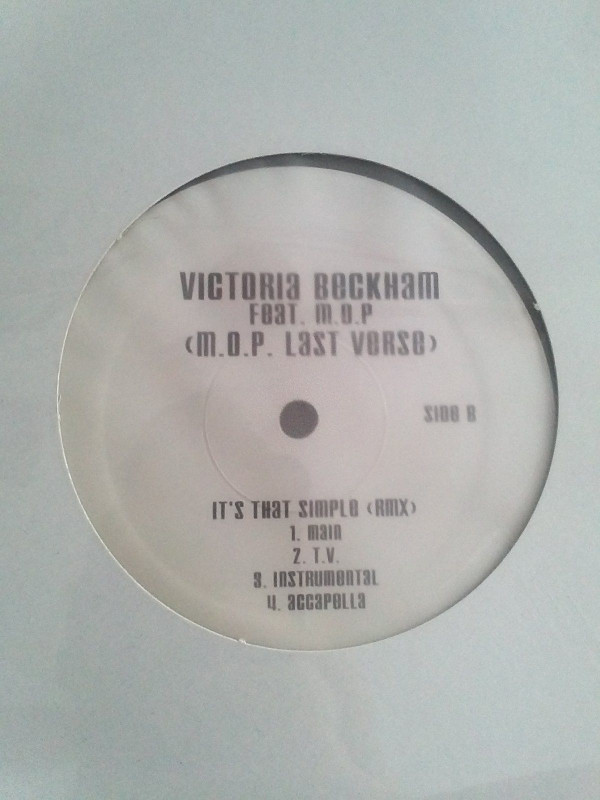 VICTORIA BECKHAM
FEAT. M.O.P
(M.O.P. LAST VERSE)
SIDE B
IT'S THAT SIMPLE (RMX)
1. MAIN
2. T.V.
3. INSTRUMENTAL
4. ACCAPELLA